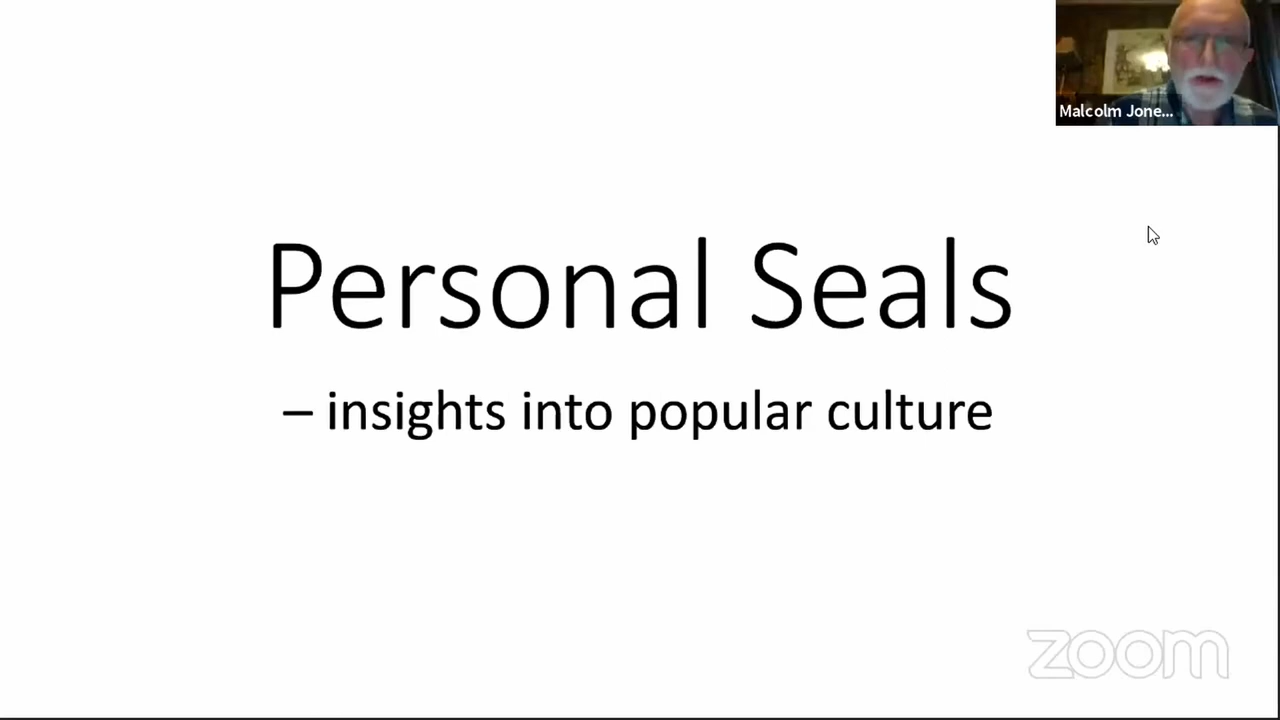 Malcolm Jone...
Personal Seals
– insights into popular culture
zoom